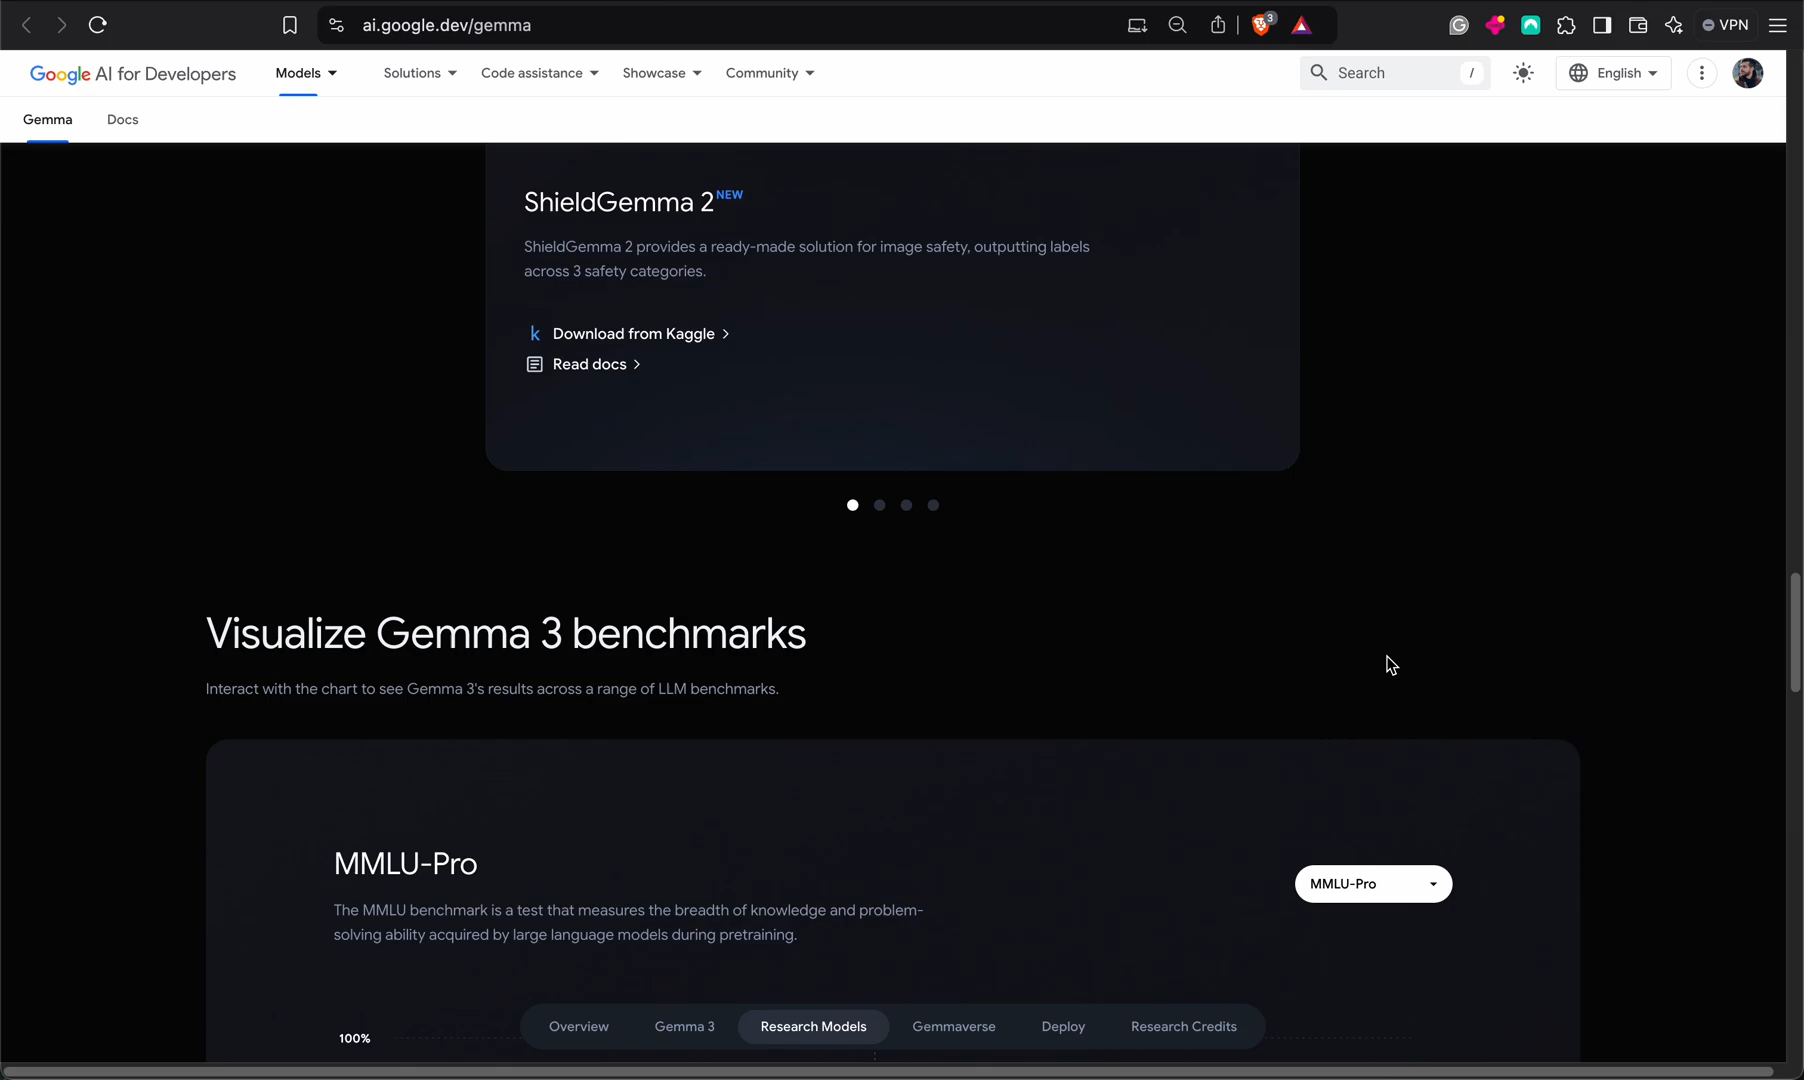 ai.google.dev/gemma
3
VPN
Google AI for Developers
Models
Solutions
Code assistance
Showcase
Community
Search
/
English
Gemma
Docs
ShieldGemma 2 NEW
ShieldGemma 2 provides a ready-made solution for image safety, outputting labels
across 3 safety categories.
k Download from Kaggle
Read docs
Visualize Gemma 3 benchmarks
Interact with the chart to see Gemma 3's results across a range of LLM benchmarks.
MMLU-Pro
MMLU-Pro
The MMLU benchmark is a test that measures the breadth of knowledge and problem-
solving ability acquired by large language models during pretraining.
Overview
Gemma 3
Research Models
Gemmaverse
Deploy
Research Credits
100%